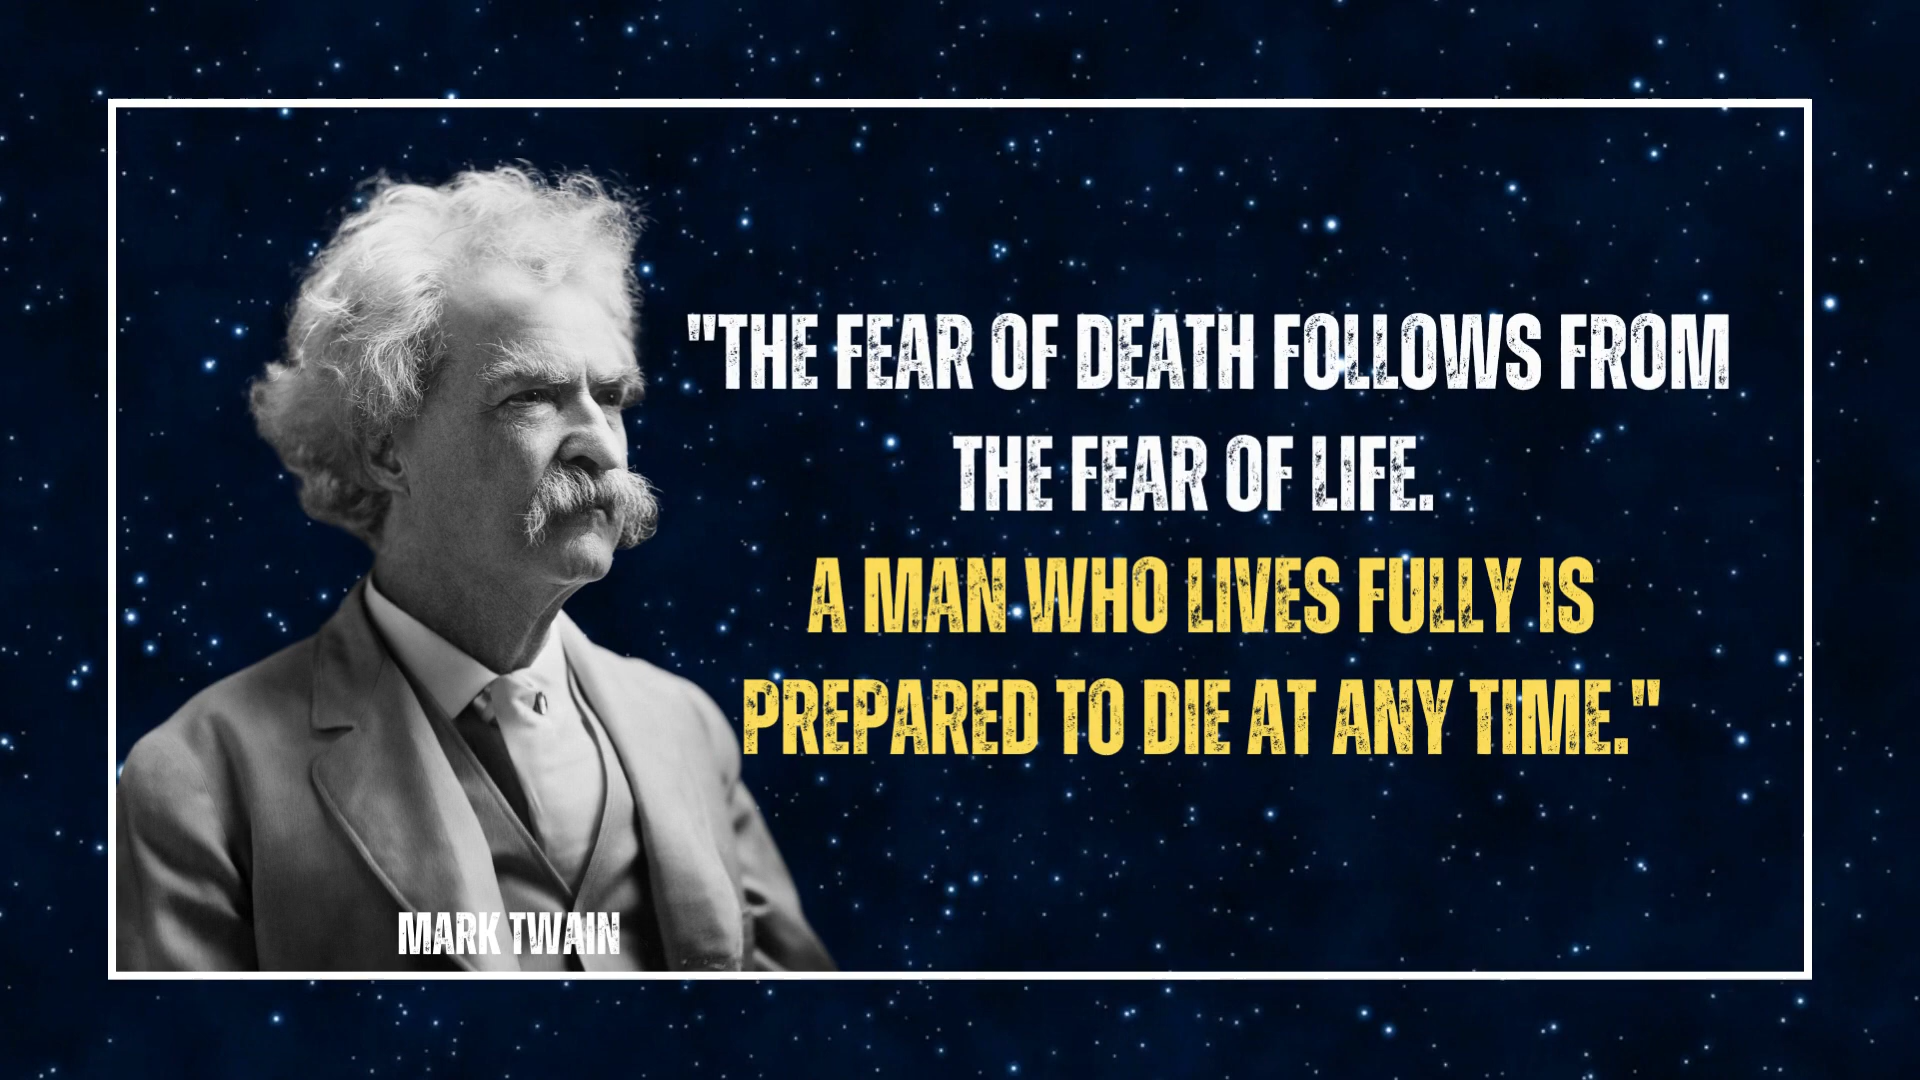 "THE FEAR OF DEATH FOLLOWS FROM
THE FEAR OF LIFE.
A MAN WHO LIVES FULLY IS
PREPARED TO DIE AT ANY TIME."
MARK TWAIN